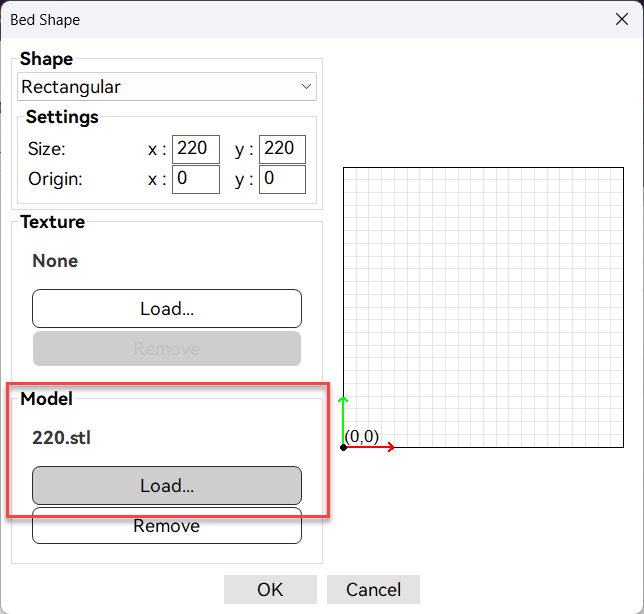 Bed Shape
Shape
Rectangular
Settings
Size: x : 220 y : 220
Origin: x : 0 y : 0
Texture
None
Load...
Remove
Model
220.stl
Load...
Remove
(0,0)
OK Cancel